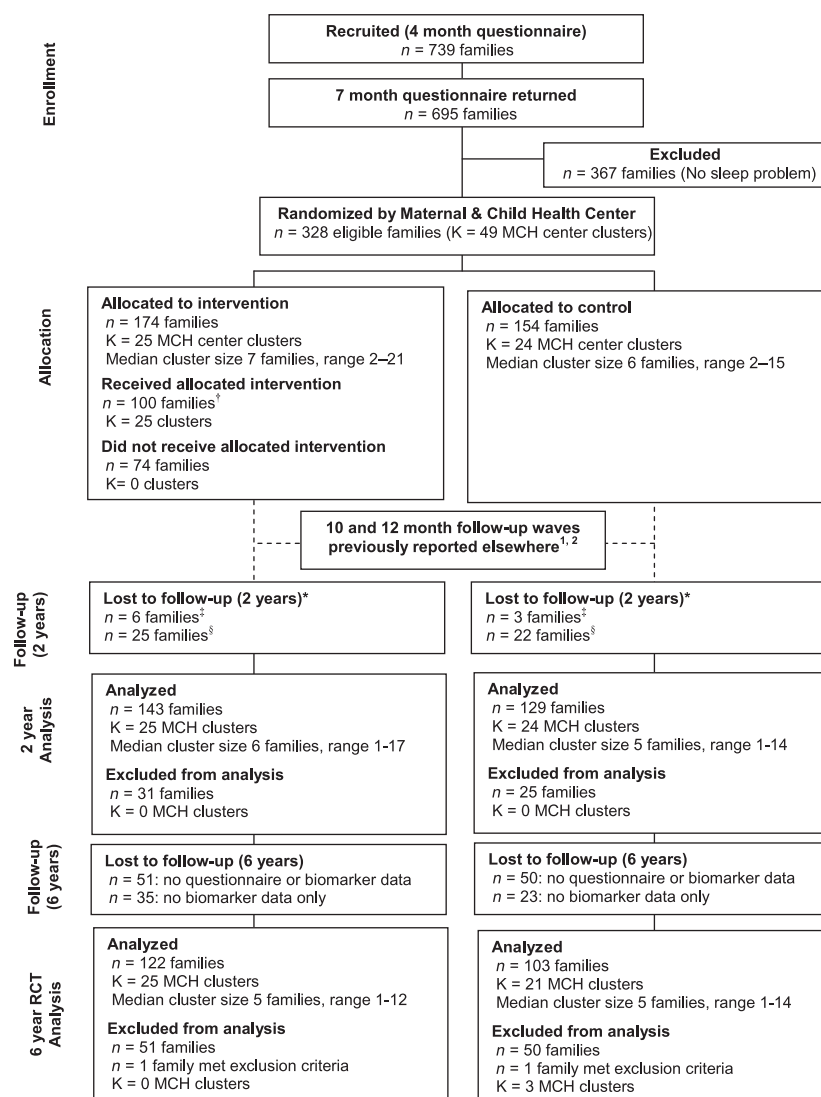 Enrollment
Recruited (4 month questionnaire)
n = 739 families
7 month questionnaire returned
n = 695 families
Excluded
n = 367 families (No sleep problem)
Randomized by Maternal & Child Health Center
n = 328 eligible families (K = 49 MCH center clusters)
Allocation
Allocated to intervention
n = 174 families
K = 25 MCH center clusters
Median cluster size 7 families, range 2–21
Received allocated intervention
n = 100 families†
K = 25 clusters
Did not receive allocated intervention
n = 74 families
K= 0 clusters
Allocated to control
n = 154 families
K = 24 MCH center clusters
Median cluster size 6 families, range 2–15
10 and 12 month follow-up waves
previously reported elsewhere1, 2
Follow-up
(2 years)
Lost to follow-up (2 years)*
n = 6 families‡
n = 25 families§
Lost to follow-up (2 years)*
n = 3 families‡
n = 22 families§
2 year
Analysis
Analyzed
n = 143 families
K = 25 MCH clusters
Median cluster size 6 families, range 1-17
Excluded from analysis
n = 31 families
K = 0 MCH clusters
Analyzed
n = 129 families
K = 24 MCH clusters
Median cluster size 5 families, range 1-14
Excluded from analysis
n = 25 families
K = 0 MCH clusters
Follow-up
(6 years)
Lost to follow-up (6 years)
n = 51: no questionnaire or biomarker data
n = 35: no biomarker data only
Lost to follow-up (6 years)
n = 50: no questionnaire or biomarker data
n = 23: no biomarker data only
6 year RCT
Analysis
Analyzed
n = 122 families
K = 25 MCH clusters
Median cluster size 5 families, range 1-12
Excluded from analysis
n = 51 families
n = 1 family met exclusion criteria
K = 0 MCH clusters
Analyzed
n = 103 families
K = 21 MCH clusters
Median cluster size 5 families, range 1-14
Excluded from analysis
n = 50 families
n = 1 family met exclusion criteria
K = 3 MCH clusters